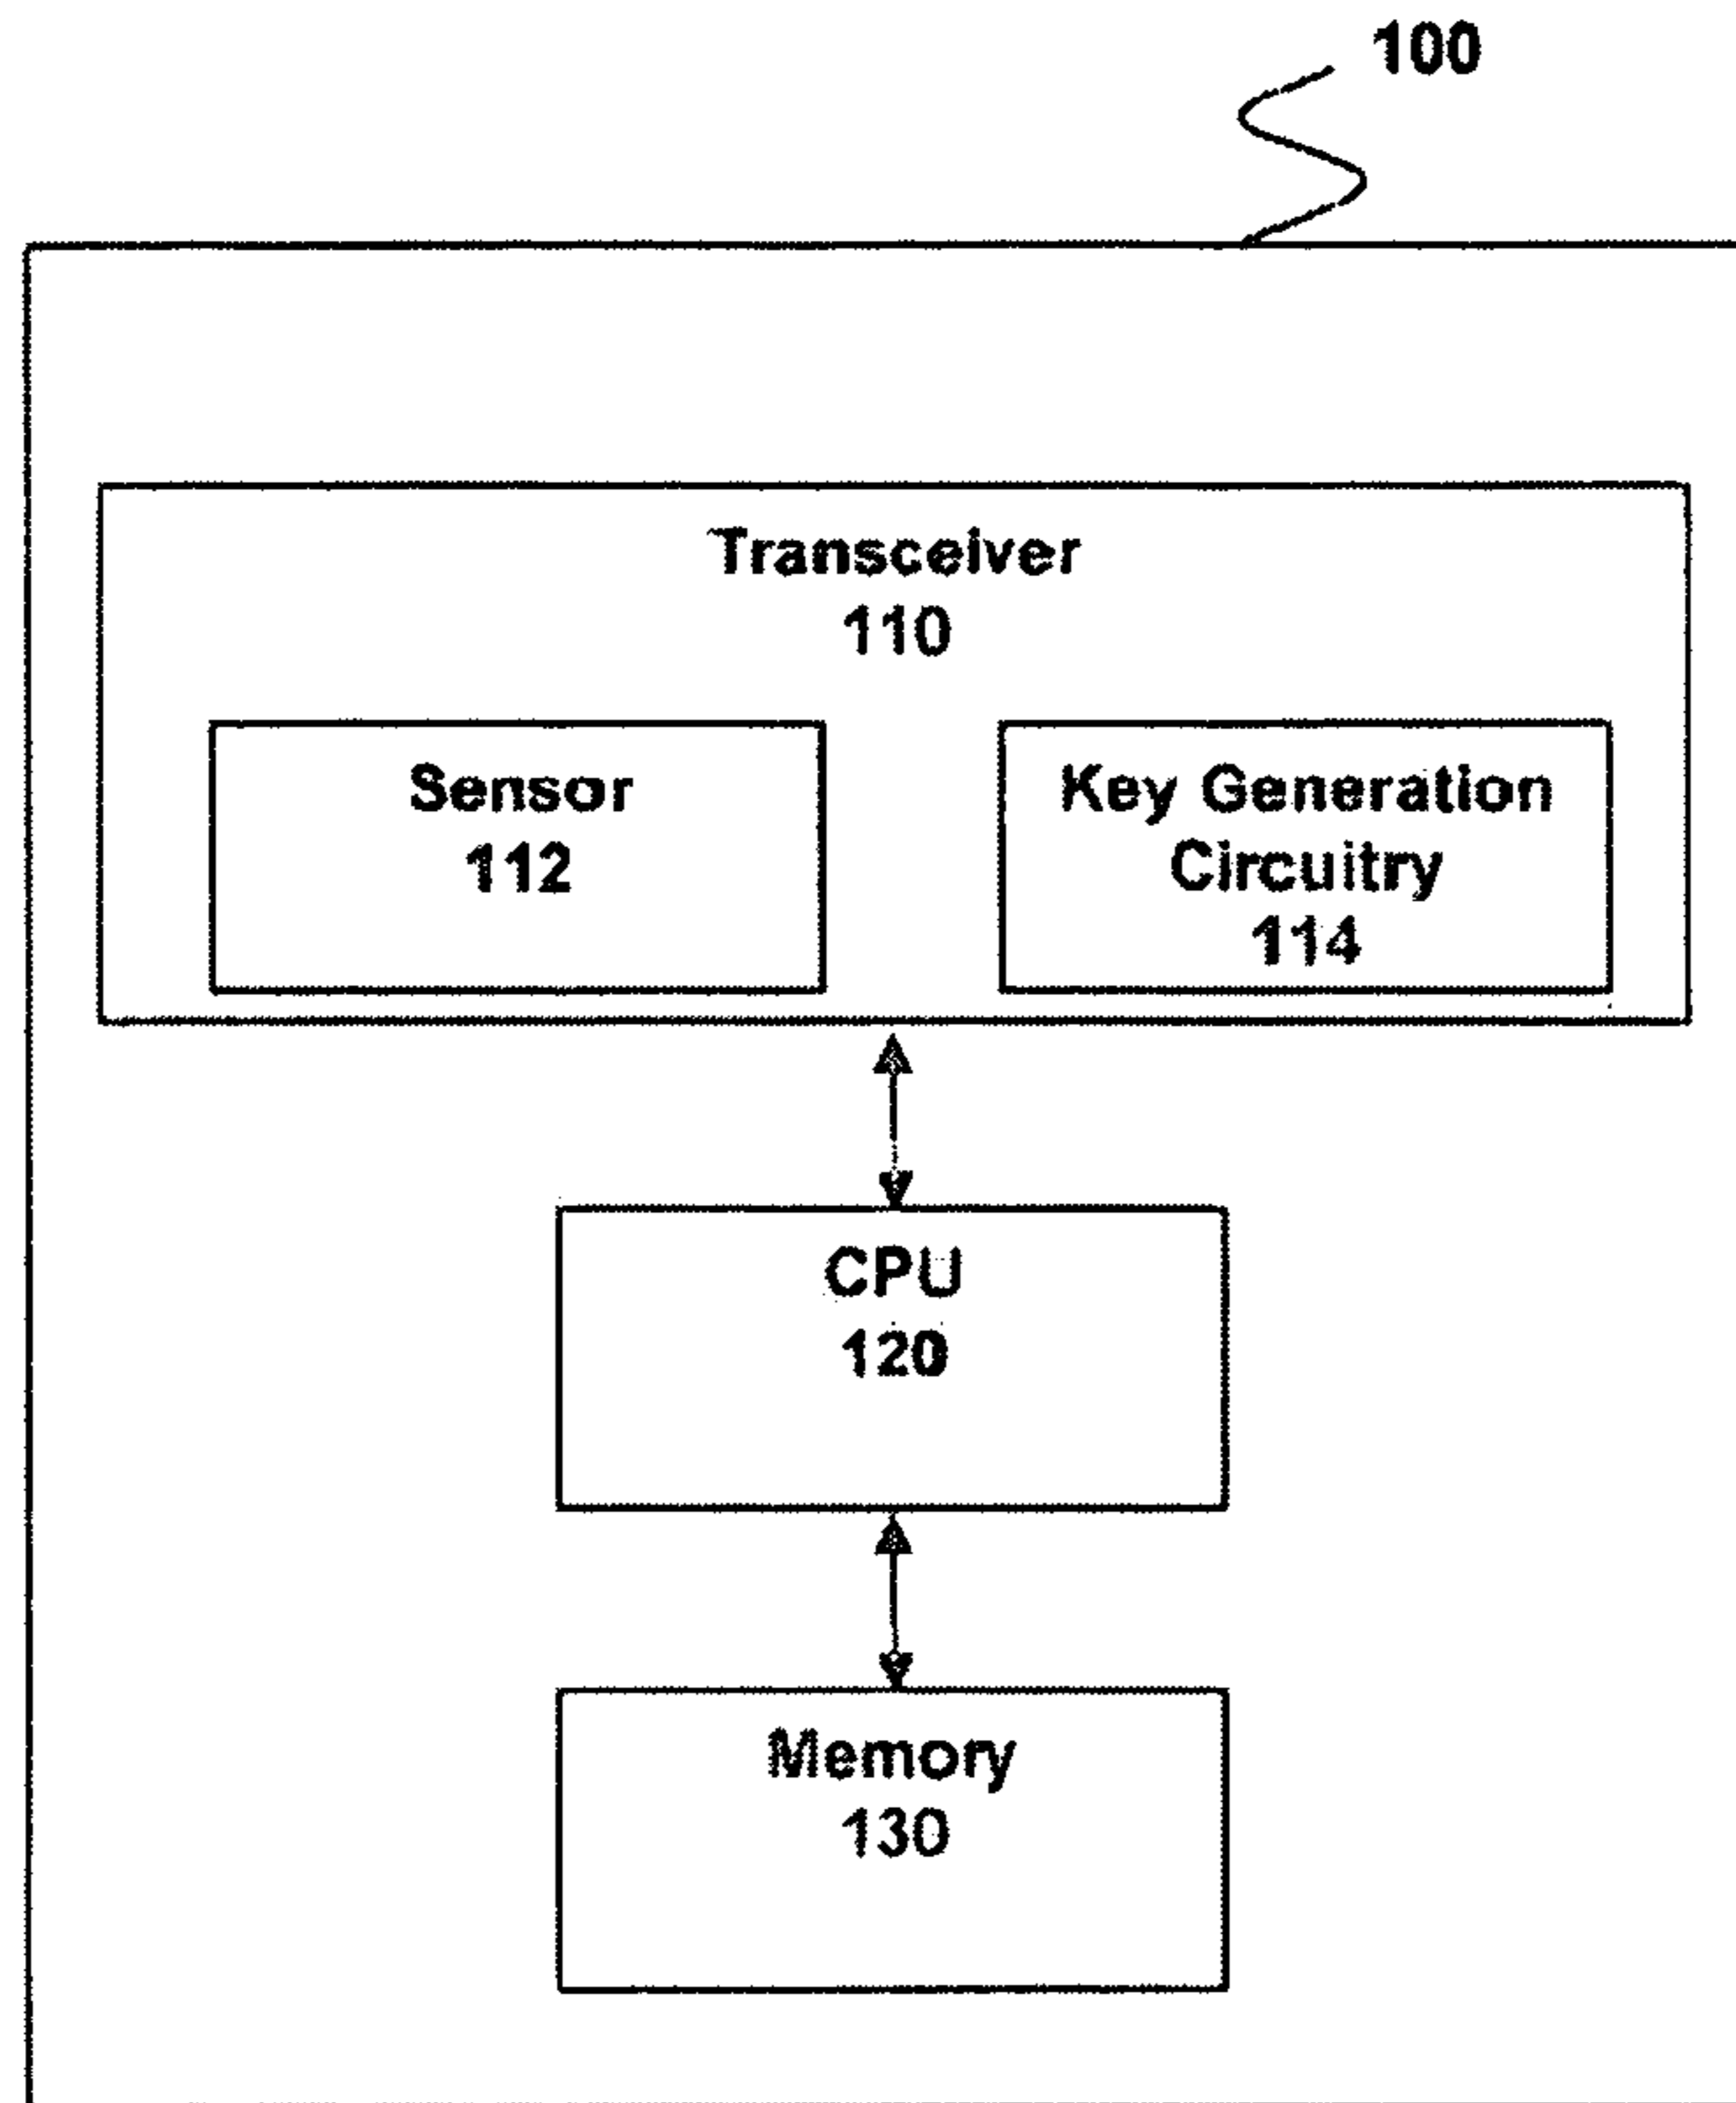 100
Transceiver
110
Sensor
112
Key Generation
Circuitry
114
CPU
120
Memory
130